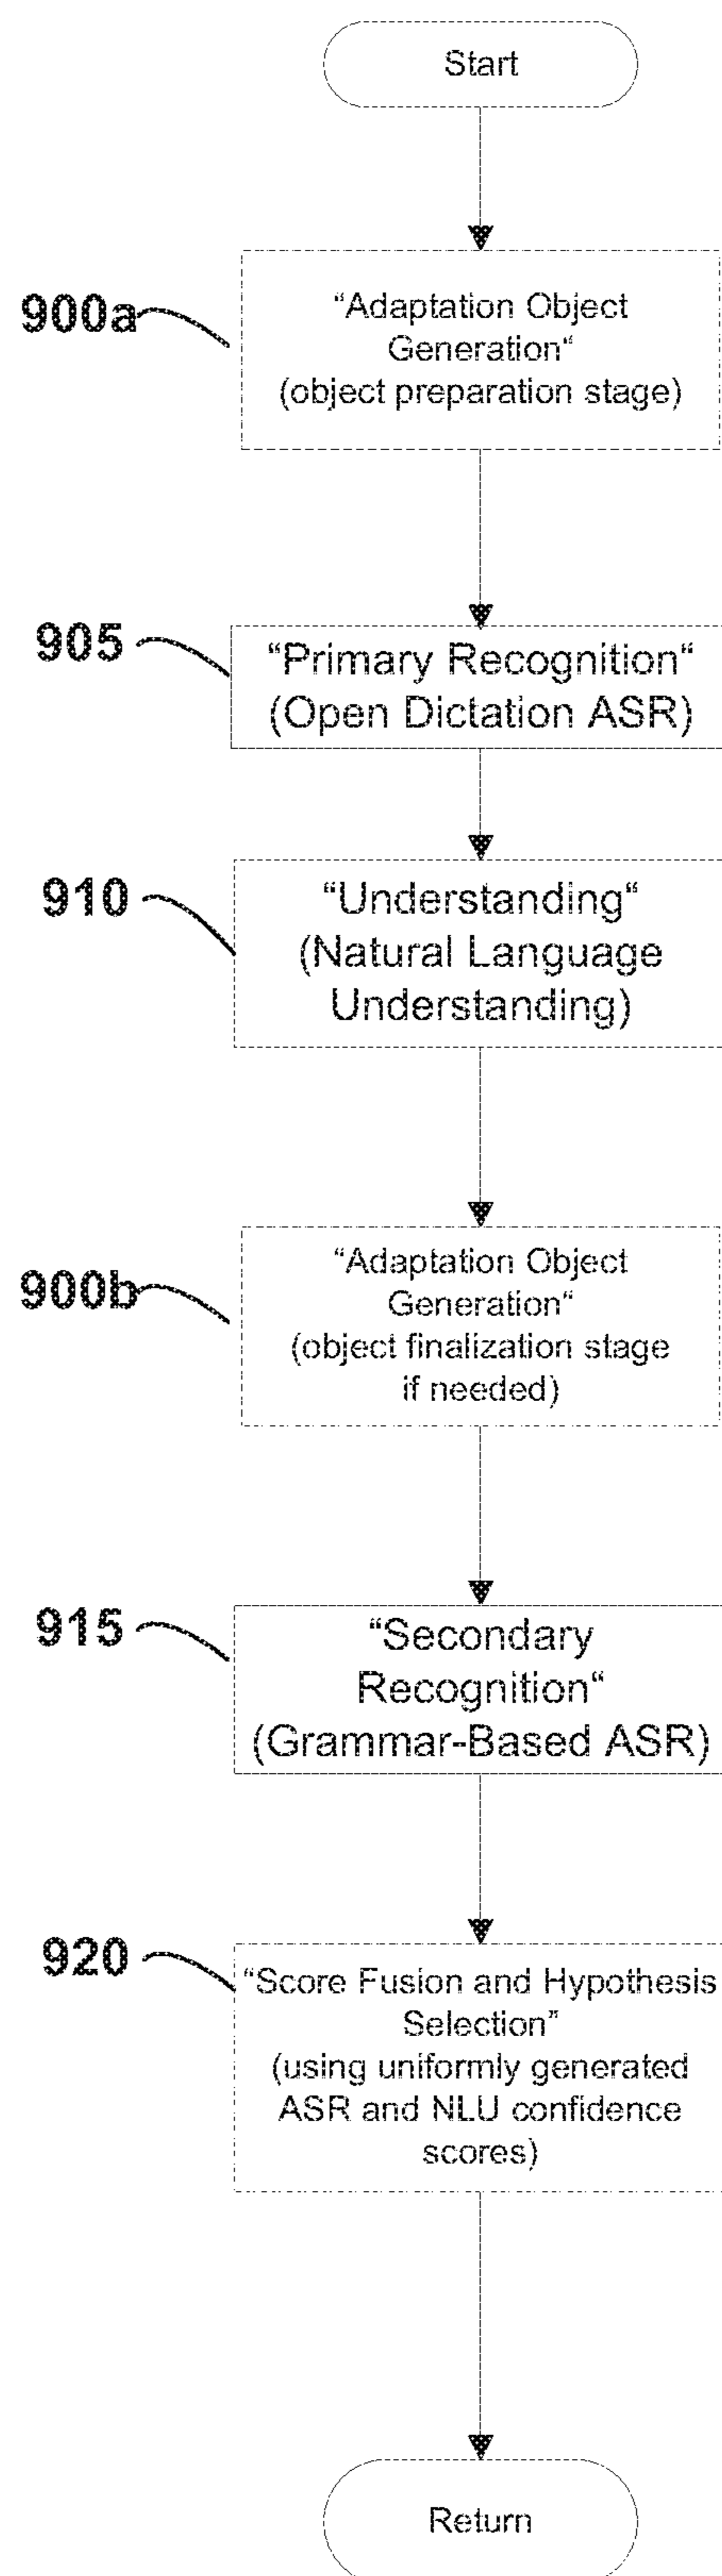 Start
900a
“Adaptation Object
Generation“
(object preparation stage)
905
“Primary Recognition“
(Open Dictation ASR)
910
“Understanding“
(Natural Language
Understanding)
900b
“Adaptation Object
Generation“
(object finalization stage
if needed)
915
“Secondary
Recognition“
(Grammar-Based ASR)
920
“Score Fusion and Hypothesis
Selection”
(using uniformly generated
ASR and NLU confidence
scores)
Return